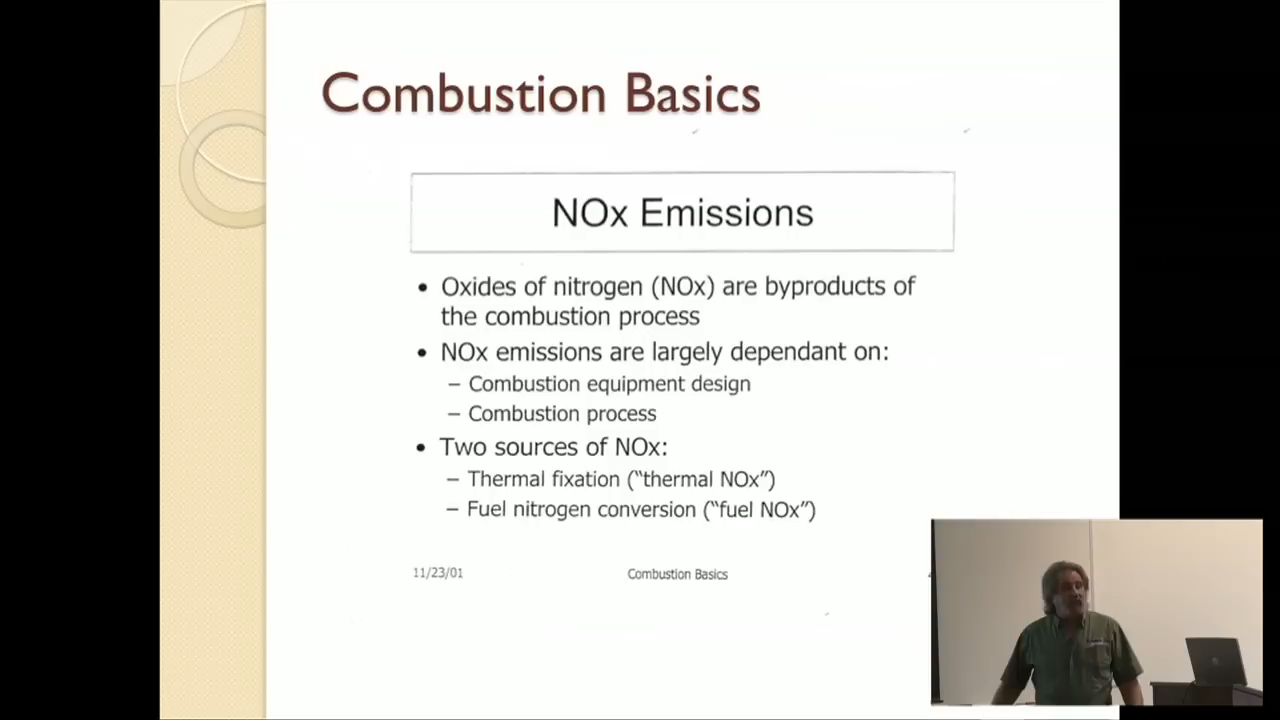 Combustion Basics
NOx Emissions
• Oxides of nitrogen (NOx) are byproducts of
the combustion process
• NOx emissions are largely dependant on:
– Combustion equipment design
– Combustion process
• Two sources of NOx:
– Thermal fixation (“thermal NOx”)
– Fuel nitrogen conversion (“fuel NOx”)
11/23/01
Combustion Basics